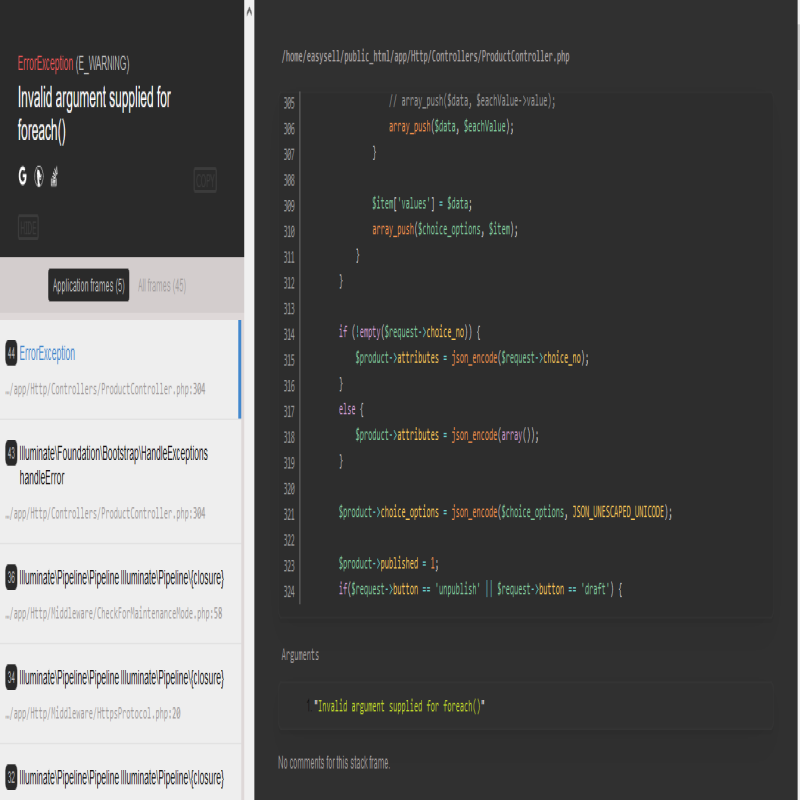 ErrorException (E_WARNING)
Invalid argument supplied for
foreach()
COPY
HIDE
Application frames (5) All frames (45)
44 ErrorException
…/app/Http/Controllers/ProductController.php:304
43 Illuminate\Foundation\Bootstrap\HandleExceptions
handleError
…/app/Http/Controllers/ProductController.php:304
36 Illuminate\Pipeline\Pipeline Illuminate\Pipeline\{closure}
…/app/Http/Middleware/CheckForMaintenanceMode.php:58
34 Illuminate\Pipeline\Pipeline Illuminate\Pipeline\{closure}
…/app/Http/Middleware/HttpsProtocol.php:20
32 Illuminate\Pipeline\Pipeline Illuminate\Pipeline\{closure}
/home/easysell/public_html/app/Http/Controllers/ProductController.php
305 // array_push($data, $eachValue->value);
306 array_push($data, $eachValue);
307 }
308
309 $item['values'] = $data;
310 array_push($choice_options, $item);
311 }
312 }
313
314 if (!empty($request->choice_no)) {
315 $product->attributes = json_encode($request->choice_no);
316 }
317 else {
318 $product->attributes = json_encode(array());
319 }
320
321 $product->choice_options = json_encode($choice_options, JSON_UNESCAPED_UNICODE);
322
323 $product->published = 1;
324 if($request->button == 'unpublish' || $request->button == 'draft') {
Arguments
1 "Invalid argument supplied for foreach()"
No comments for this stack frame.